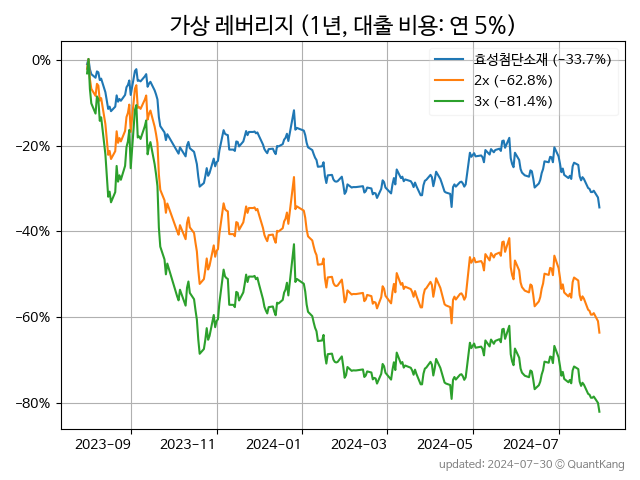 가상 레버리지 (1년, 대출 비용: 연 5%)
효성첨단소재 (−33.7%)
2x (−62.8%)
3x (−81.4%)
0%
−20%
−40%
−60%
−80%
2023-09 2023-11 2024-01 2024-03 2024-05 2024-07
updated: 2024-07-30 © QuantKang